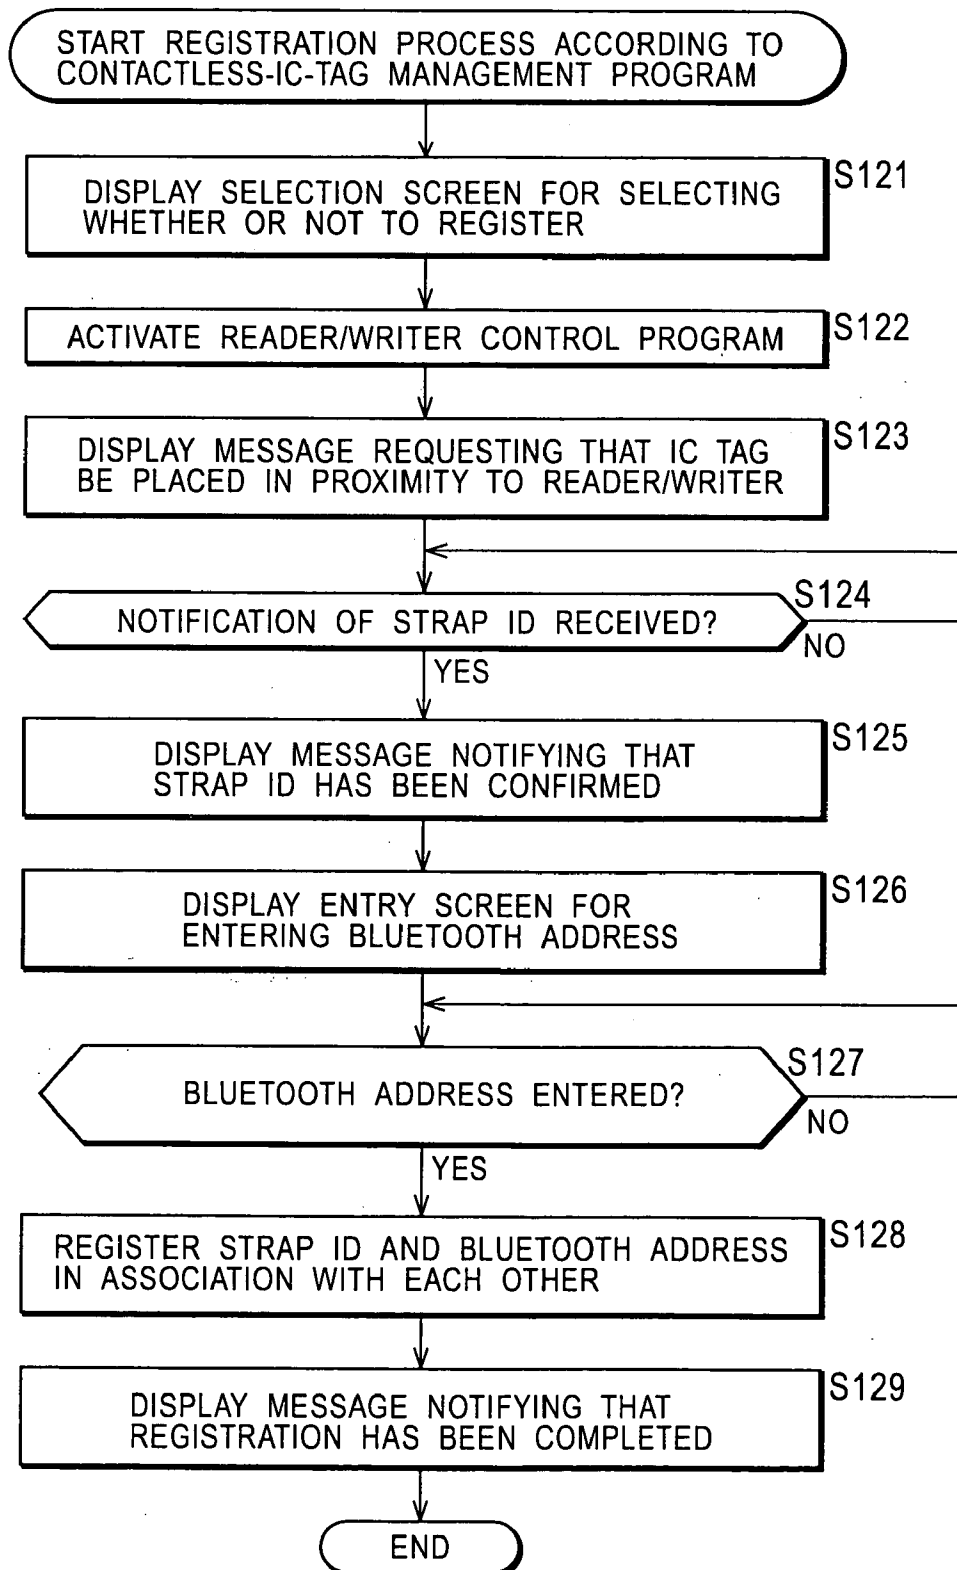 START REGISTRATION PROCESS ACCORDING TO
CONTACTLESS-IC-TAG MANAGEMENT PROGRAM
S121
DISPLAY SELECTION SCREEN FOR SELECTING
WHETHER OR NOT TO REGISTER
S122
ACTIVATE READER/WRITER CONTROL PROGRAM
S123
DISPLAY MESSAGE REQUESTING THAT IC TAG
BE PLACED IN PROXIMITY TO READER/WRITER
S124
NOTIFICATION OF STRAP ID RECEIVED?
NO
YES
S125
DISPLAY MESSAGE NOTIFYING THAT
STRAP ID HAS BEEN CONFIRMED
S126
DISPLAY ENTRY SCREEN FOR
ENTERING BLUETOOTH ADDRESS
S127
BLUETOOTH ADDRESS ENTERED?
NO
YES
S128
REGISTER STRAP ID AND BLUETOOTH ADDRESS
IN ASSOCIATION WITH EACH OTHER
S129
DISPLAY MESSAGE NOTIFYING THAT
REGISTRATION HAS BEEN COMPLETED
END